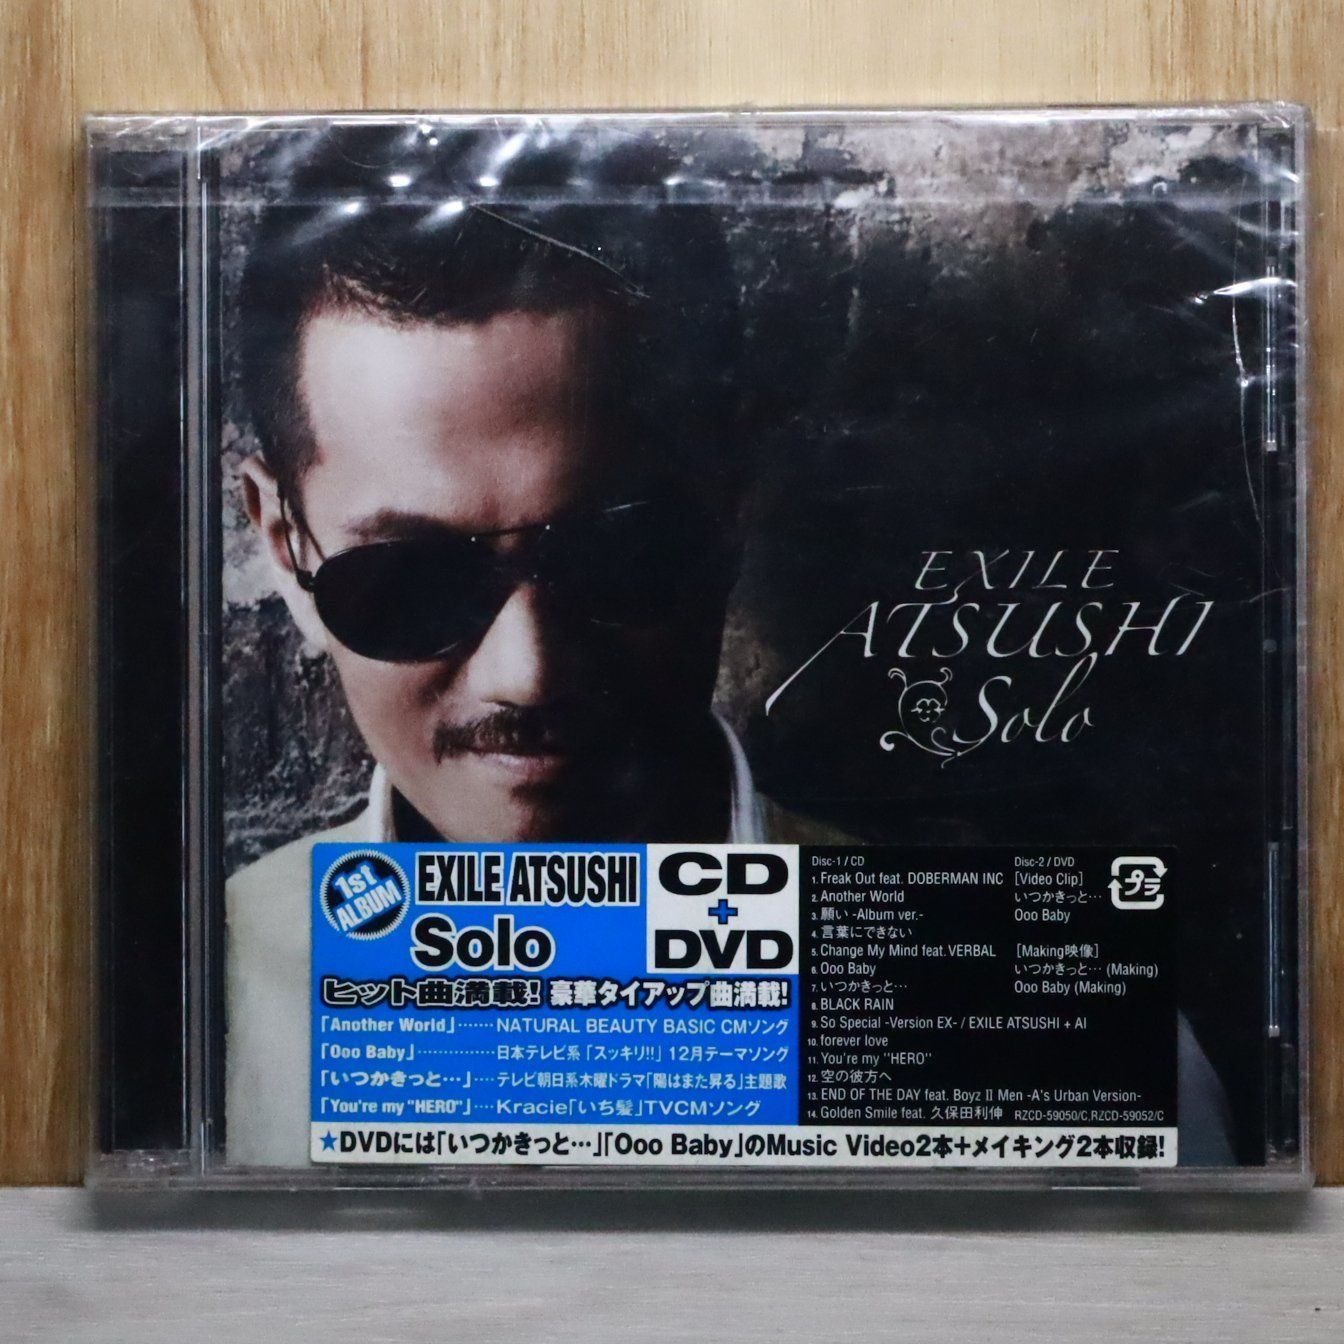 EXILE
ATSUSHI
Solo
1st
ALBUM
EXILE ATSUSHI
Solo
CD
+
DVD
ヒット曲満載! 豪華タイアップ曲満載!
「Another World」……‥NATURAL BEAUTY BASIC CMソング
「Ooo Baby」……………日本テレビ系「スッキリ!!」12月テーマソング
「いつかきっと…」‥‥テレビ朝日系木曜ドラマ「陽はまた昇る」主題歌
「You're my "HERO"」‥‥Kracie「いち髪」TVCMソング
★DVDには「いつかきっと…」「Ooo Baby」のMusic Video2本+メイキング2本収録!
Disc-1 / CD
1. Freak Out feat. DOBERMAN INC
2. Another World
3. 願い -Album ver.-
4. 言葉にできない
5. Change My Mind feat. VERBAL
6. Ooo Baby
7. いつかきっと…
8. BLACK RAIN
9. So Special -Version EX- / EXILE ATSUSHI + AI
10. forever love
11. You're my "HERO"
12. 空の彼方へ
13. END OF THE DAY feat. Boyz II Men -A's Urban Version-
14. Golden Smile feat. 久保田利伸
Disc-2 / DVD
[Video Clip]
いつかきっと…
Ooo Baby
[Making映像]
いつかきっと… (Making)
Ooo Baby (Making)
RZCD-59050/C,RZCD-59052/C
プラ